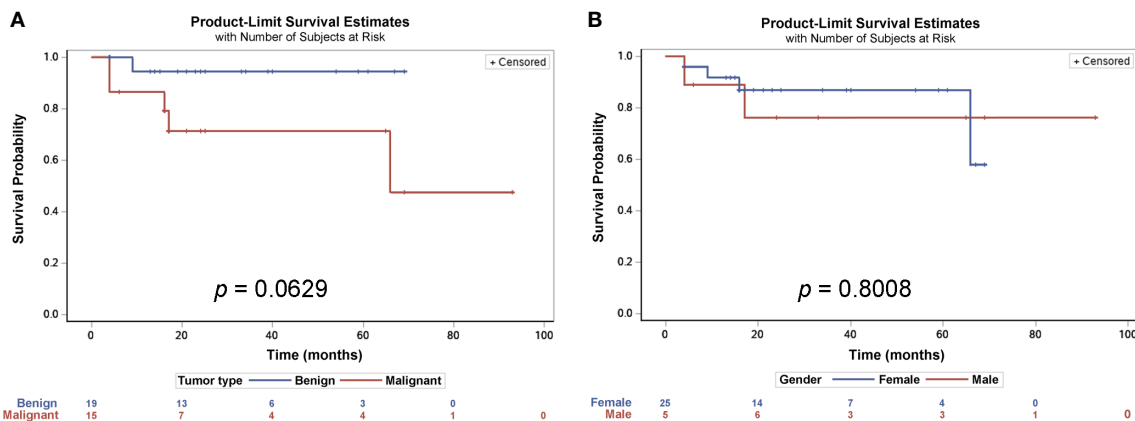 A
Product-Limit Survival Estimates
with Number of Subjects at Risk
+ Censored
Survival Probability
1.0
0.8
0.6
0.4
0.2
0.0
p = 0.0629
0 20 40 60 80 100
Time (months)
Tumor type Benign Malignant
Benign 19 13 6 3 0
Malignant 15 7 4 4 1 0
B
Product-Limit Survival Estimates
with Number of Subjects at Risk
+ Censored
Survival Probability
1.0
0.8
0.6
0.4
0.2
0.0
p = 0.8008
0 20 40 60 80 100
Time (months)
Gender Female Male
Female 25 14 7 4 0
Male 5 6 3 3 1 0